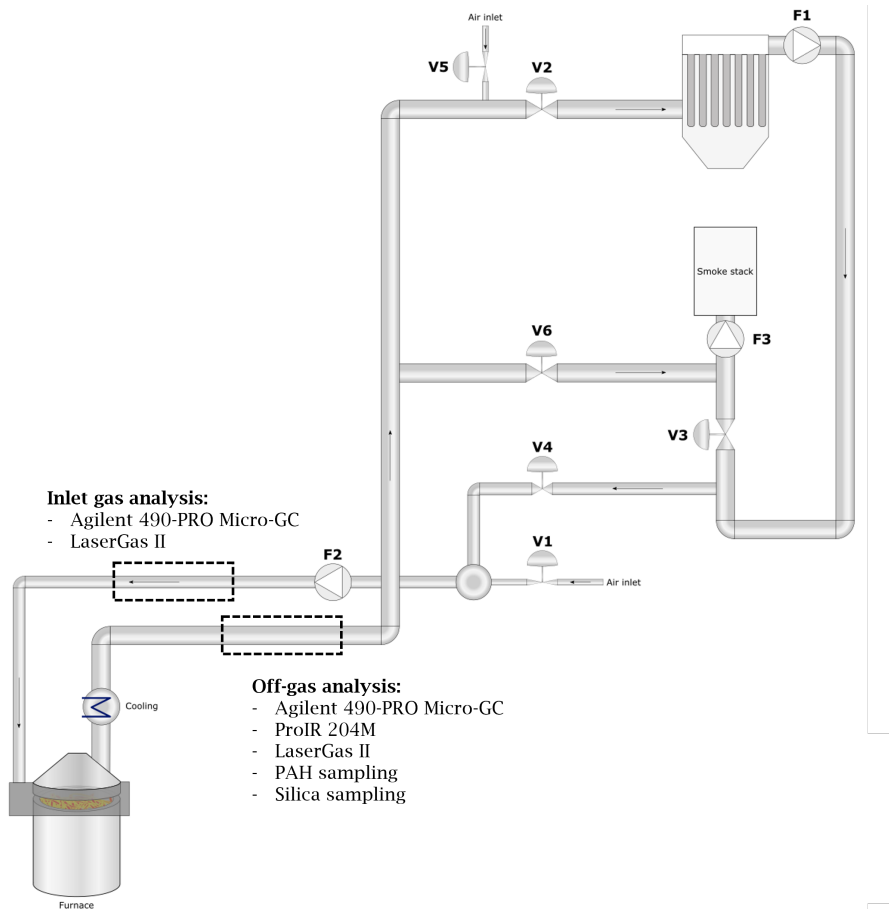 Air inlet
F1
V5
V2
Smoke stack
F3
V6
V3
V4
Inlet gas analysis:
- Agilent 490-PRO Micro-GC
- LaserGas II
F2
V1
Air inlet
Off-gas analysis:
- Agilent 490-PRO Micro-GC
- ProIR 204M
- LaserGas II
- PAH sampling
- Silica sampling
Cooling
Furnace